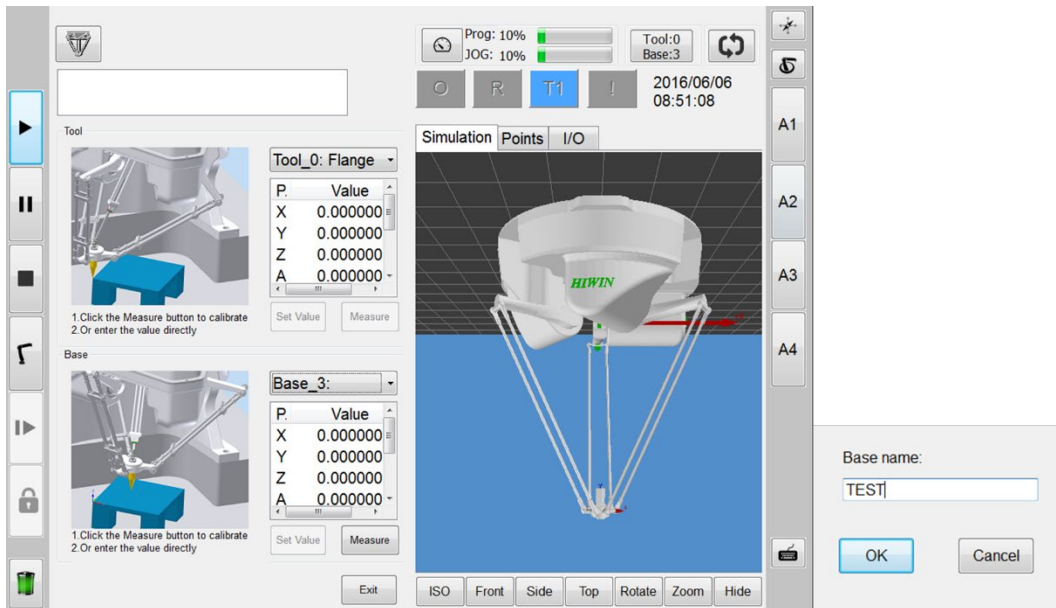 Prog: 10%
JOG: 10%
Tool:0
Base:3
O
R
T1
!
2016/06/06
08:51:08
Tool
Tool_0: Flange
P. Value
X 0.000000
Y 0.000000
Z 0.000000
A 0.000000
1.Click the Measure button to calibrate
2.Or enter the value directly
Set Value
Measure
Base
Base_3:
P. Value
X 0.000000
Y 0.000000
Z 0.000000
A 0.000000
1.Click the Measure button to calibrate
2.Or enter the value directly
Set Value
Measure
Exit
Simulation
Points
I/O
HIWIN
ISO
Front
Side
Top
Rotate
Zoom
Hide
A1
A2
A3
A4
Base name:
TEST
OK
Cancel